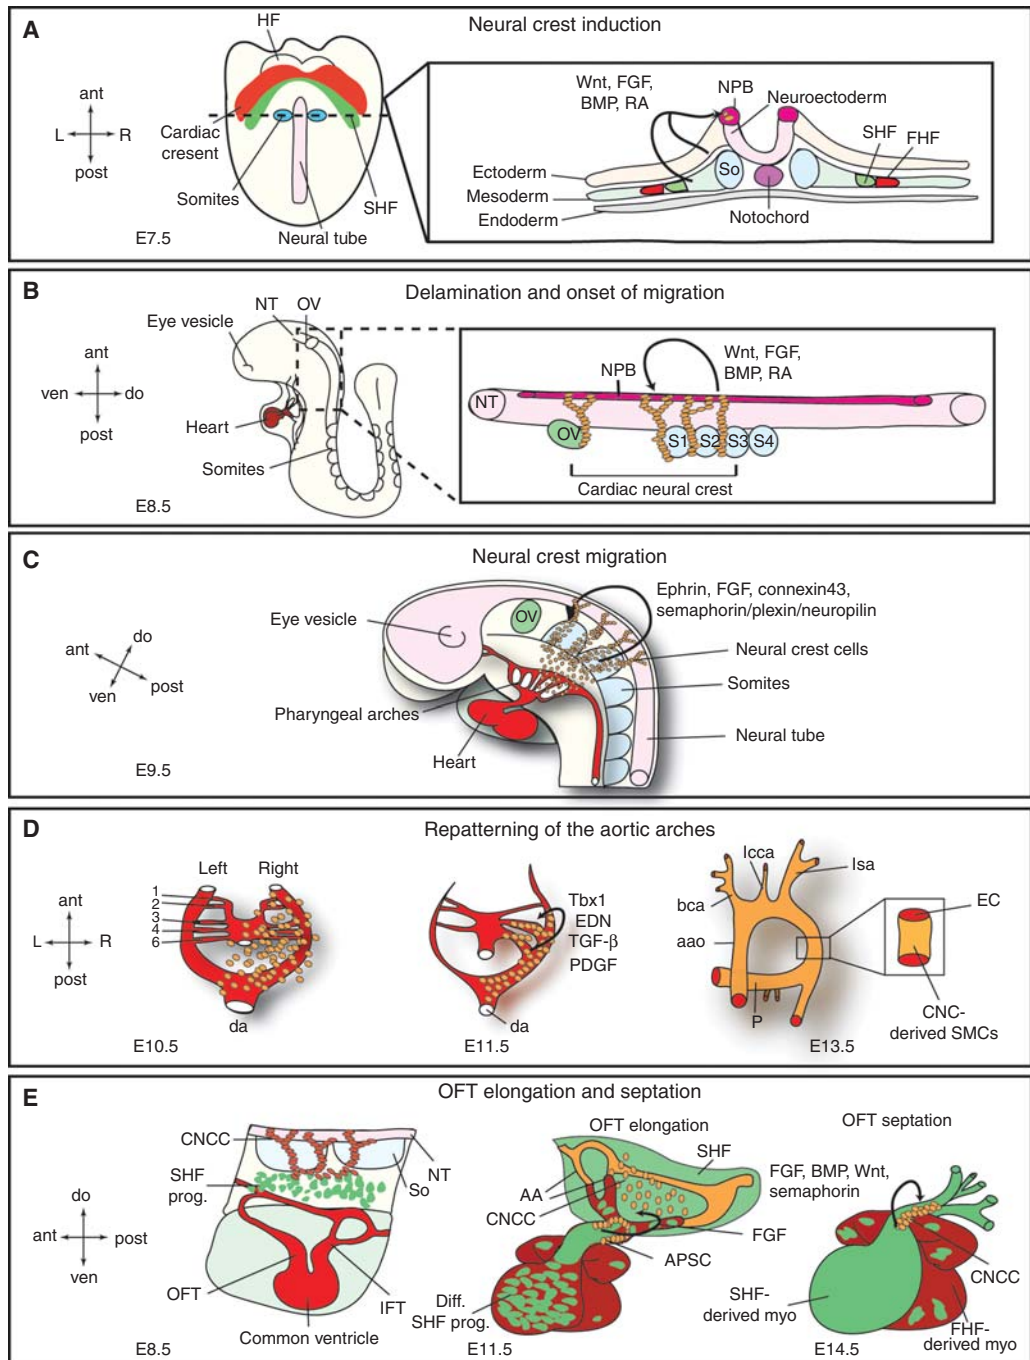 A
Neural crest induction
HF
ant
L
R
post
Cardiac
cresent
Somites
SHF
Neural tube
E7.5
Wnt, FGF,
BMP, RA
NPB
Neuroectoderm
SHF
FHF
So
Ectoderm
Mesoderm
Endoderm
Notochord
B
Delamination and onset of migration
NT
OV
Eye vesicle
ant
ven
do
post
Heart
Somites
E8.5
Wnt, FGF,
BMP, RA
NPB
NT
OV
S1
S2
S3
S4
Cardiac neural crest
C
Neural crest migration
Ephrin, FGF, connexin43,
semaphorin/plexin/neuropilin
OV
Eye vesicle
ant
do
ven
post
Neural crest cells
Somites
Pharyngeal arches
Neural tube
Heart
E9.5
D
Repatterning of the aortic arches
ant
L
R
post
Left
Right
1
2
3
4
6
da
E10.5
Tbx1
EDN
TGF-β
PDGF
da
E11.5
Icca
Isa
bca
aao
P
EC
CNC-
derived SMCs
E13.5
E
OFT elongation and septation
do
ant
post
ven
CNCC
SHF
prog.
NT
So
OFT
IFT
Common ventricle
E8.5
OFT elongation
SHF
AA
CNCC
FGF
APSC
Diff.
SHF prog.
E11.5
OFT septation
FGF, BMP, Wnt,
semaphorin
CNCC
SHF-
derived myo
FHF-
derived myo
E14.5